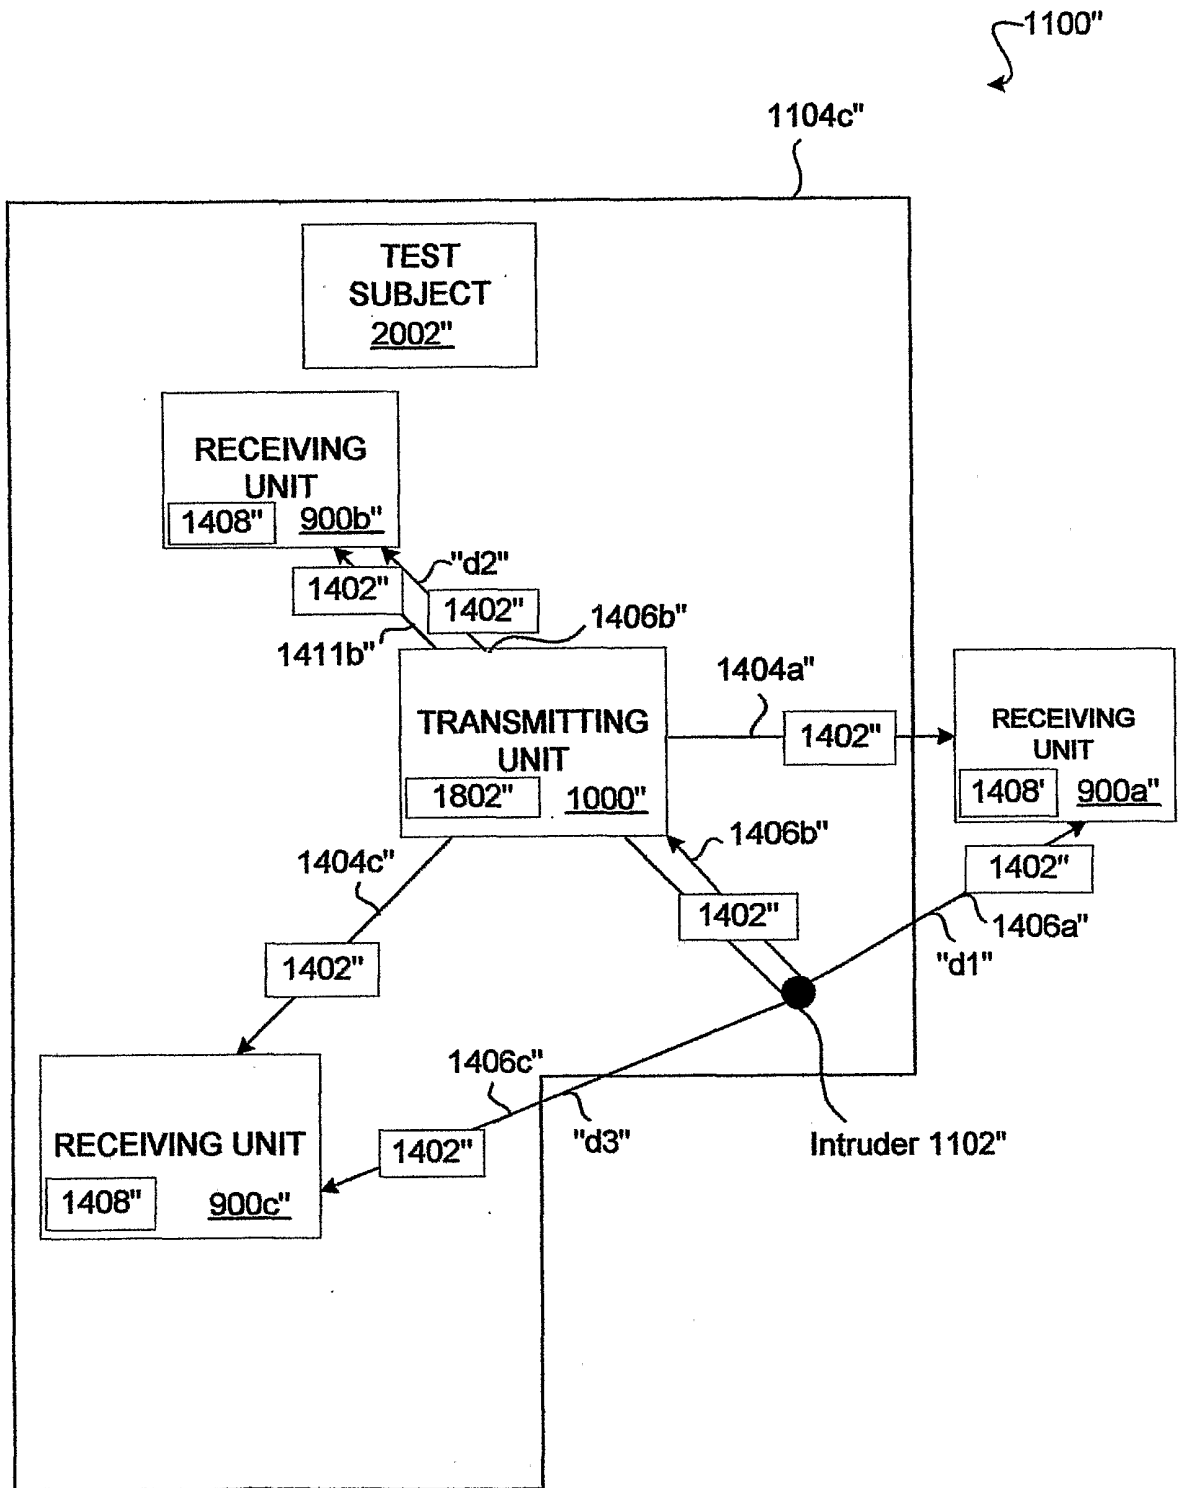 1100"
1104c"
TEST
SUBJECT
2002"
RECEIVING
UNIT
1408" 900b"
"d2"
1402"
1402"
1406b"
1411b"
1404a"
TRANSMITTING
UNIT
1802" 1000"
1402"
RECEIVING
UNIT
1408' 900a"
1406b"
1404c"
1402"
1402"
1406a"
"d1"
1402"
1406c"
"d3"
Intruder 1102"
RECEIVING UNIT
1402"
1408" 900c"